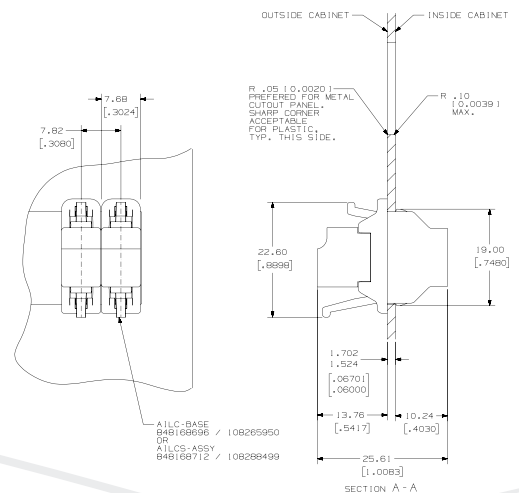 OUTSIDE CABINET
INSIDE CABINET
R .05 [0.0020]
PREFERED FOR METAL
CUTOUT PANEL.
SHARP CORNER
ACCEPTABLE
FOR PLASTIC.
TYP. THIS SIDE.
R .10
[0.0039]
MAX.
7.68
[.3024]
7.82
[.3080]
22.60
[.8898]
19.00
[.7480]
1.702
1.524
[.0670]
[.0600]
13.76
[.5417]
10.24
[.4030]
25.61
[1.0083]
SECTION A-A
AILC-BASE
848168696 / 108265950
OR
AILCS-ASSY
848168712 / 108288499